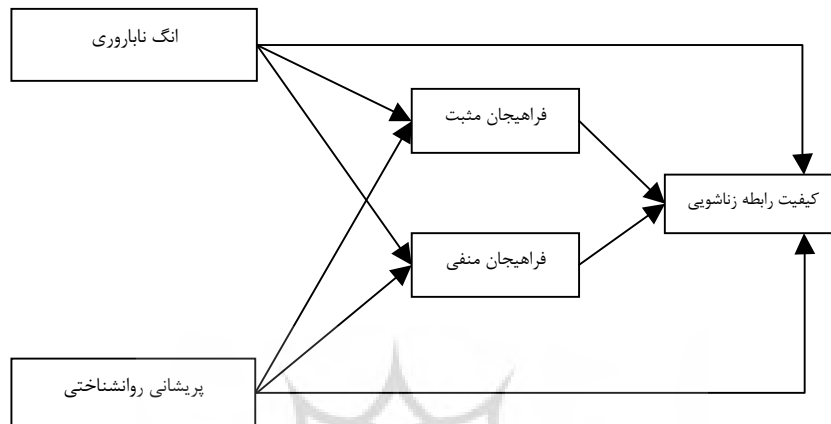 انگ ناباروری
فراهیجان مثبت
کیفیت رابطه زناشویی
فراهیجان منفی
پریشانی روانشناختی